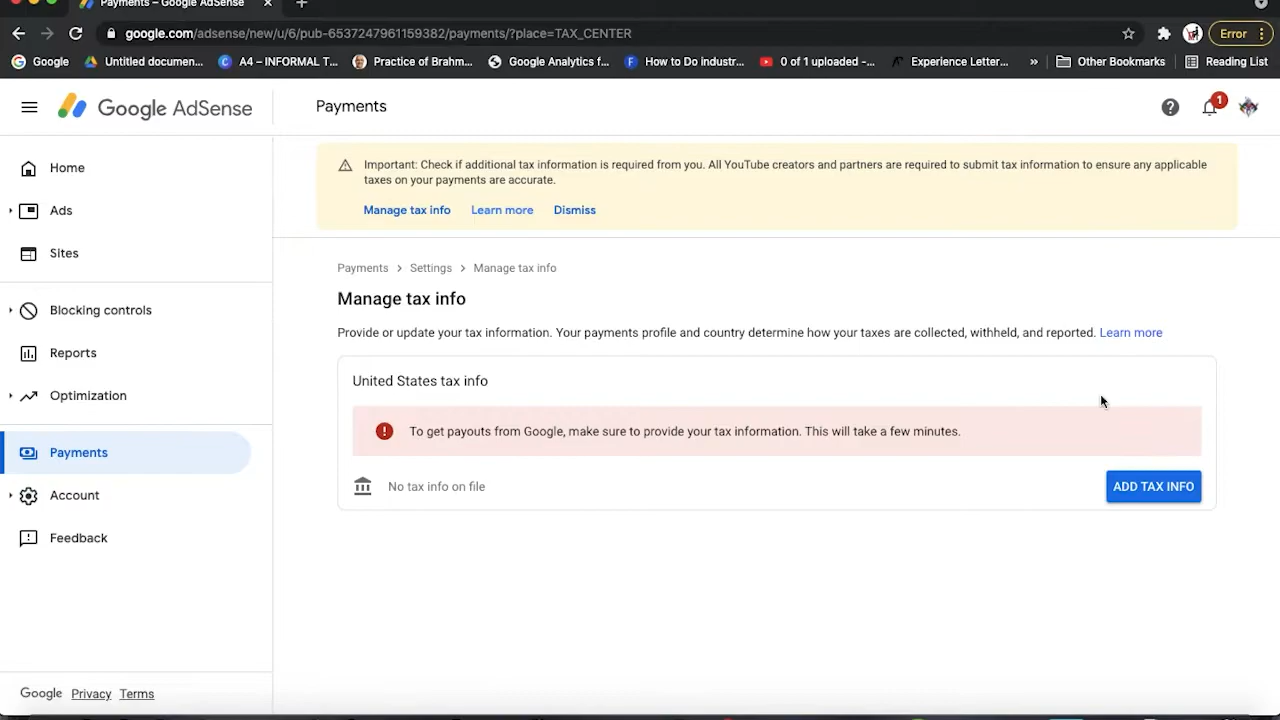 Payments – Google AdSense
google.com/adsense/new/u/6/pub-6537247961159382/payments/?place=TAX_CENTER
Error
Google
Untitled documen...
A4 – INFORMAL T...
Practice of Brahm...
Google Analytics f...
How to Do industr...
0 of 1 uploaded -...
Experience Letter...
Other Bookmarks
Reading List
Google AdSense
Payments
1
Home
Ads
Sites
Blocking controls
Reports
Optimization
Payments
Account
Feedback
Google Privacy Terms
Important: Check if additional tax information is required from you. All YouTube creators and partners are required to submit tax information to ensure any applicable
taxes on your payments are accurate.
Manage tax info Learn more Dismiss
Payments > Settings > Manage tax info
Manage tax info
Provide or update your tax information. Your payments profile and country determine how your taxes are collected, withheld, and reported. Learn more
United States tax info
To get payouts from Google, make sure to provide your tax information. This will take a few minutes.
No tax info on file
ADD TAX INFO